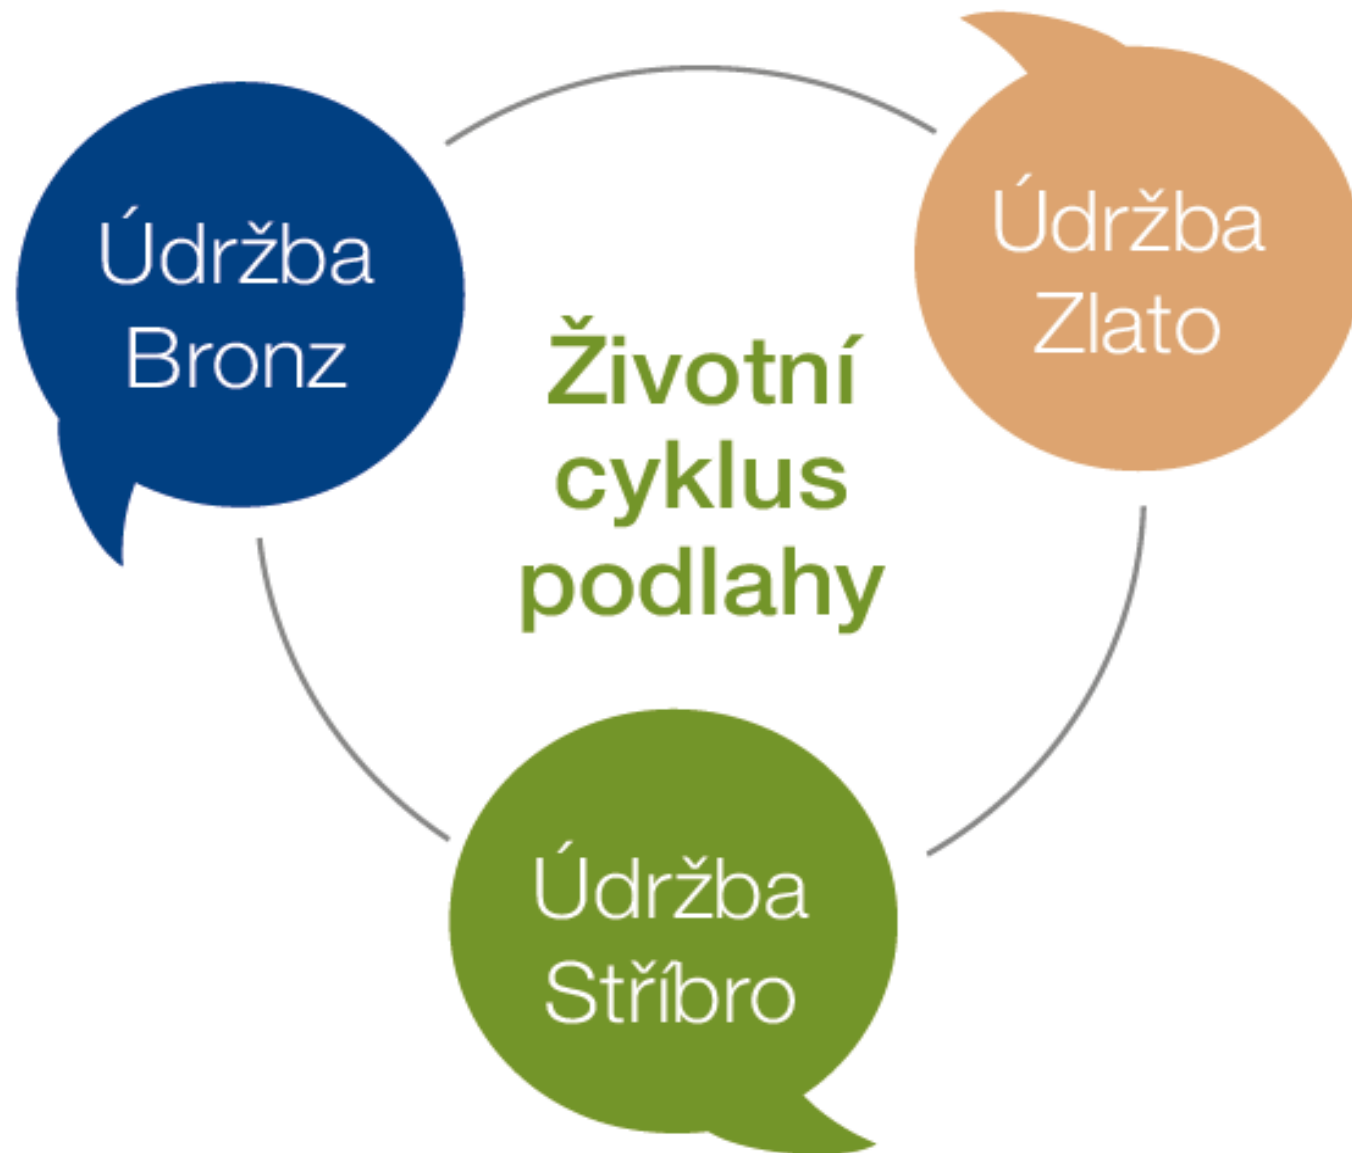 Údržba
Bronz
Údržba
Zlato
Životní
cyklus
podlahy
Údržba
Stříbro